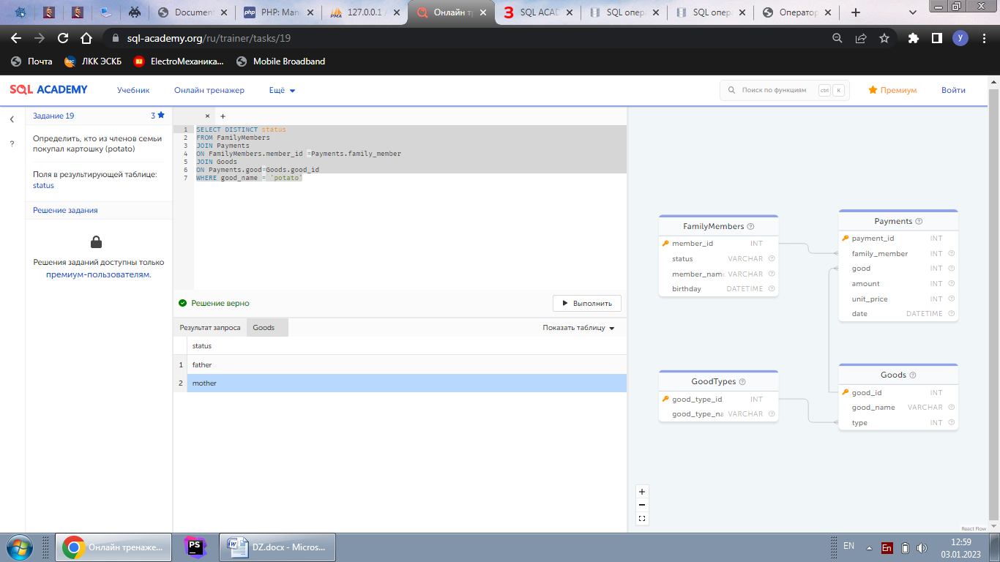 Document
PHP: Man
127.0.0.1 /
Онлайн тр
SQL ACAD
SQL опер
SQL опер
Оператор
sql-academy.org/ru/trainer/tasks/19
y
Почта
ЛКК ЭСКБ
ElectroМеханика...
Mobile Broadband
SQL ACADEMY
Учебник
Онлайн тренажер
Ещё
Поиск по функциям
ctrl
K
Премиум
Войти
Задание 19
3
?
Определить, кто из членов семьи
покупал картошку (potato)
Поля в результирующей таблице:
status
Решение задания
Решения заданий доступны только
премиум-пользователям.
1 SELECT DISTINCT status
2 FROM FamilyMembers
3 JOIN Payments
4 ON FamilyMembers.member_id =Payments.family_member
5 JOIN Goods
6 ON Payments.good=Goods.good_id
7 WHERE good_name = 'potato'
Решение верно
Выполнить
Результат запроса
Goods
Показать таблицу
status
1 father
2 mother
FamilyMembers
member_id INT
status VARCHAR
member_name VARCHAR
birthday DATETIME
Payments
payment_id INT
family_member INT
good INT
amount INT
unit_price INT
date DATETIME
GoodTypes
good_type_id INT
good_type_na VARCHAR
Goods
good_id INT
good_name VARCHAR
type INT
React Flow
Онлайн тренаже...
PS
DZ.docx - Micros...
EN
En
12:59
03.01.2023